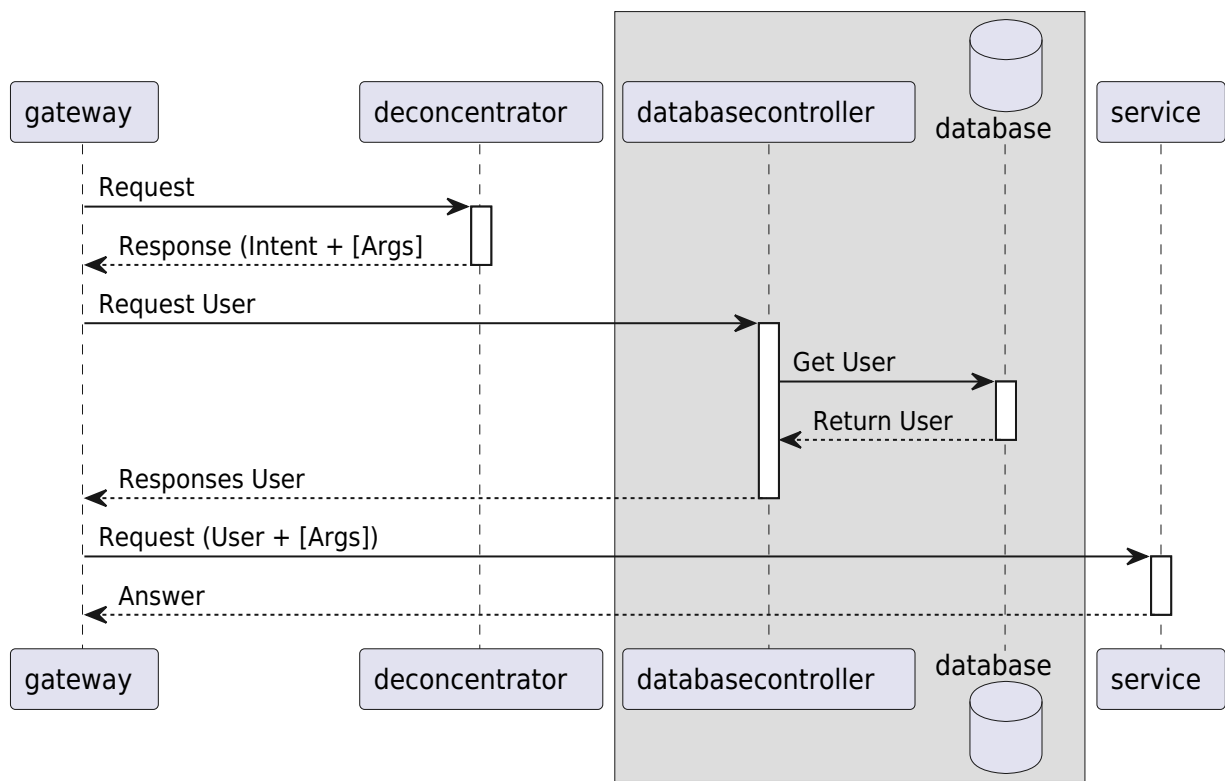 gateway
deconcentrator
databasecontroller
database
service
Request
Response (Intent + [Args]
Request User
Get User
Return User
Responses User
Request (User + [Args])
Answer
gateway
deconcentrator
databasecontroller
database
service